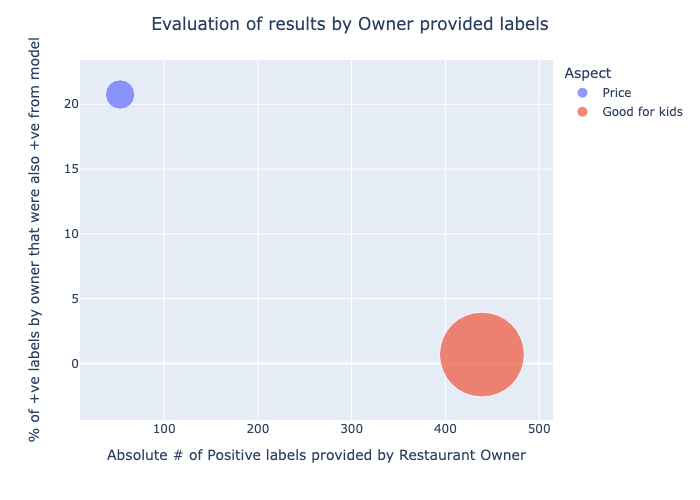 Evaluation of results by Owner provided labels
% of +ve labels by owner that were also +ve from model
20
15
10
5
0
100
200
300
400
500
Absolute # of Positive labels provided by Restaurant Owner
Aspect
Price
Good for kids